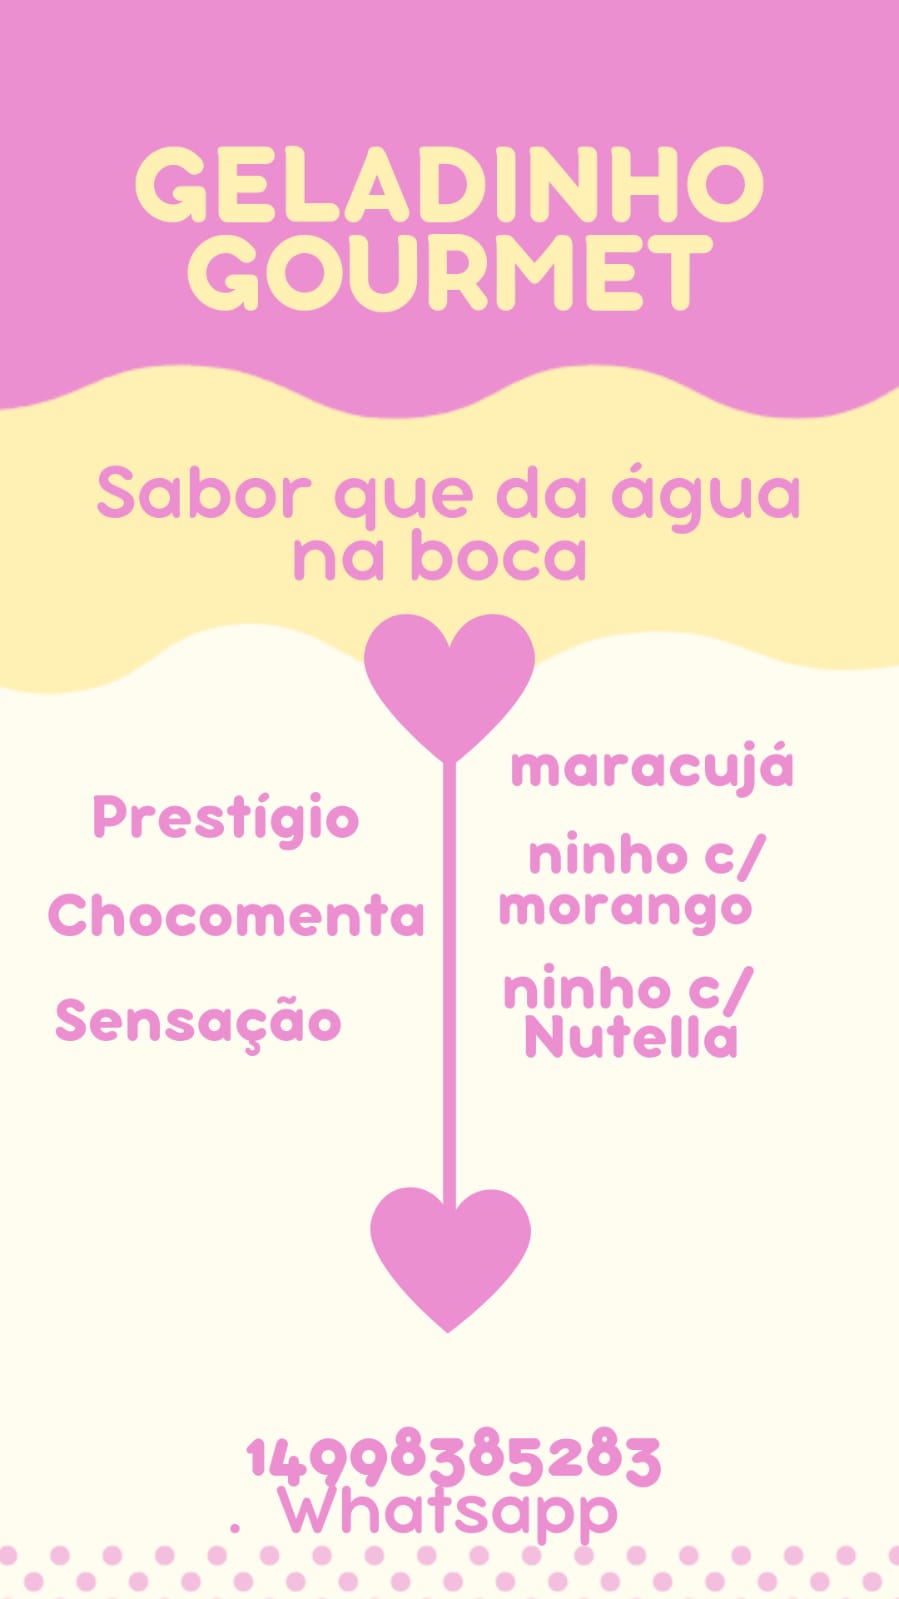 GELADINHO
GOURMET
Sabor que da água
na boca
Prestígio
Chocomenta
Sensação
maracujá
ninho c/
morango
ninho c/
Nutella
14998385283
. Whatsapp